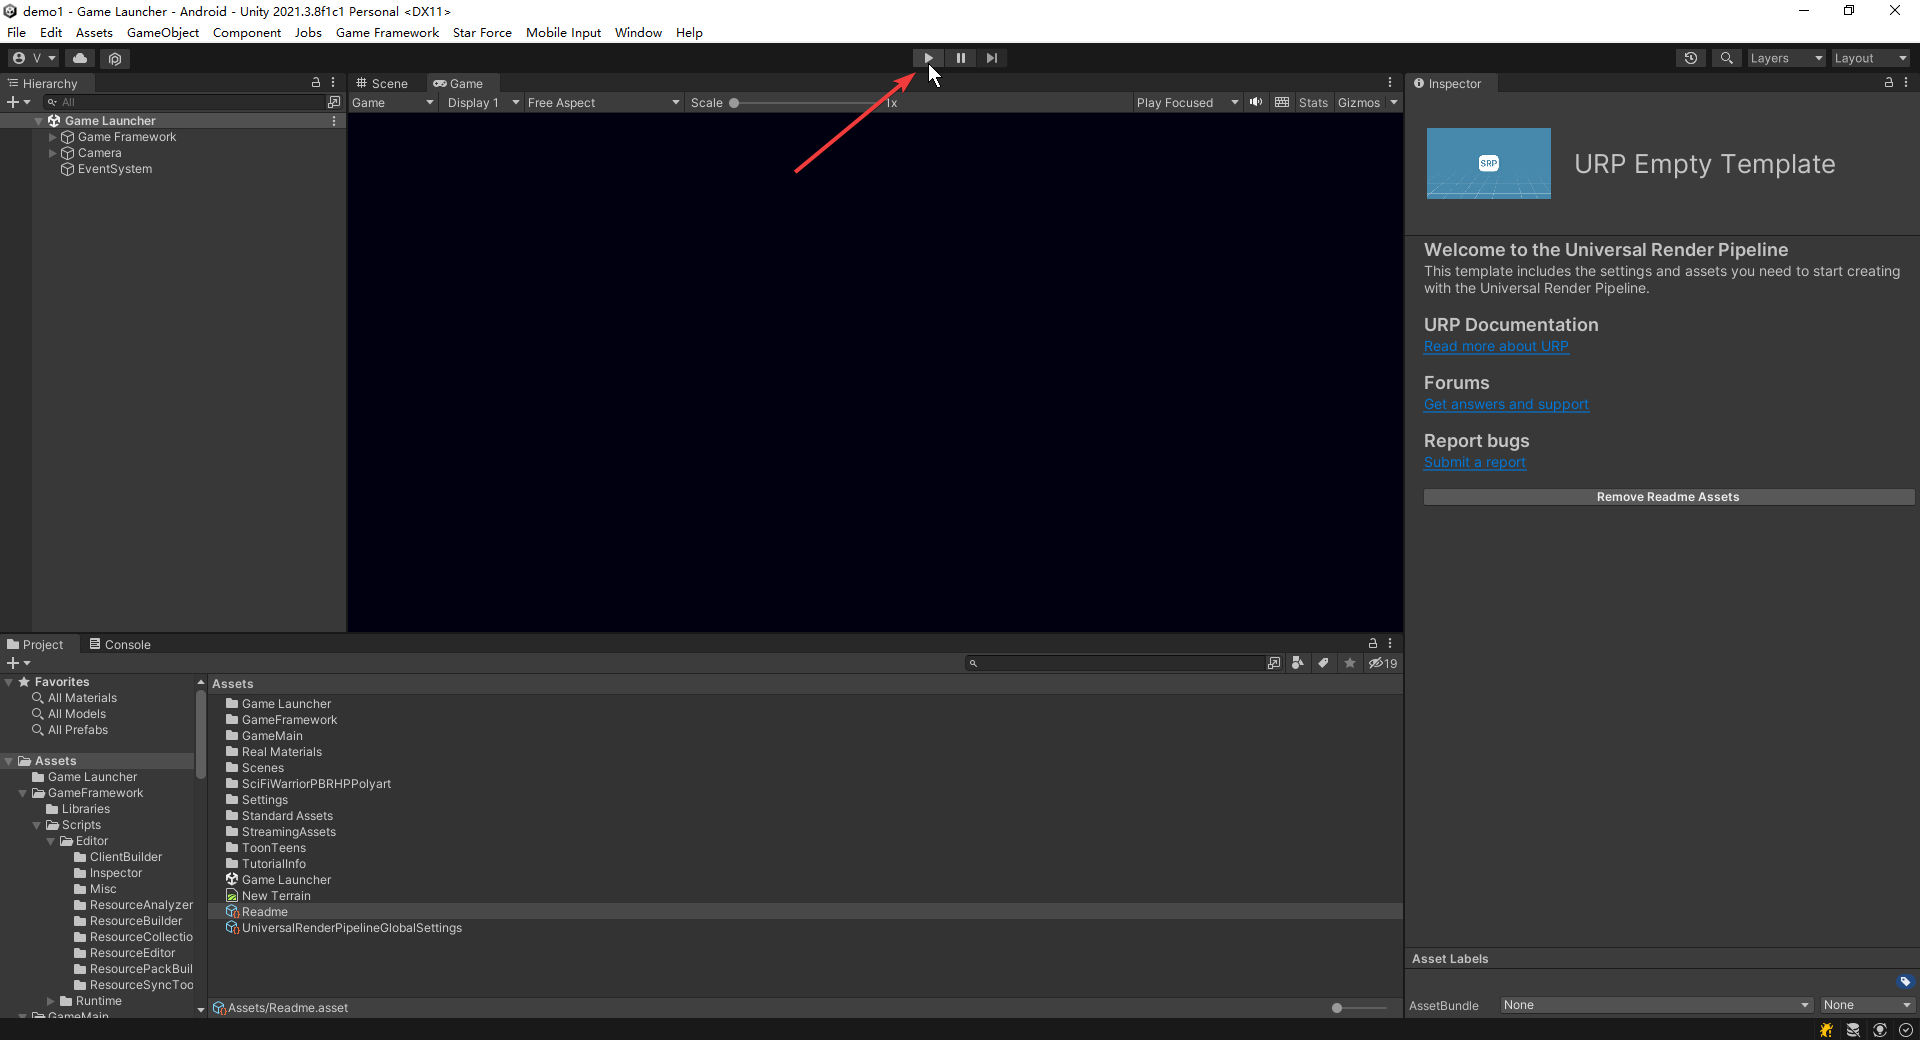 demo1 - Game Launcher - Android - Unity 2021.3.8f1c1 Personal <DX11>
File Edit Assets GameObject Component Jobs Game Framework Star Force Mobile Input Window Help
V
Layers
Layout
Hierarchy
All
Game Launcher
Game Framework
Camera
EventSystem
Scene
Game
Game
Display 1
Free Aspect
Scale
1x
Play Focused
Stats
Gizmos
Inspector
SRP
URP Empty Template
Welcome to the Universal Render Pipeline
This template includes the settings and assets you need to start creating
with the Universal Render Pipeline.
URP Documentation
Read more about URP
Forums
Get answers and support
Report bugs
Submit a report
Remove Readme Assets
Project
Console
19
Favorites
All Materials
All Models
All Prefabs
Assets
Game Launcher
GameFramework
Libraries
Scripts
Editor
ClientBuilder
Inspector
Misc
ResourceAnalyzer
ResourceBuilder
ResourceCollectio
ResourceEditor
ResourcePackBuil
ResourceSyncToo
Runtime
GameMain
Assets
Game Launcher
GameFramework
GameMain
Real Materials
Scenes
SciFiWarriorPBRHPPolyart
Settings
Standard Assets
StreamingAssets
ToonTeens
TutorialInfo
Game Launcher
New Terrain
Readme
UniversalRenderPipelineGlobalSettings
Assets/Readme.asset
Asset Labels
AssetBundle
None
None